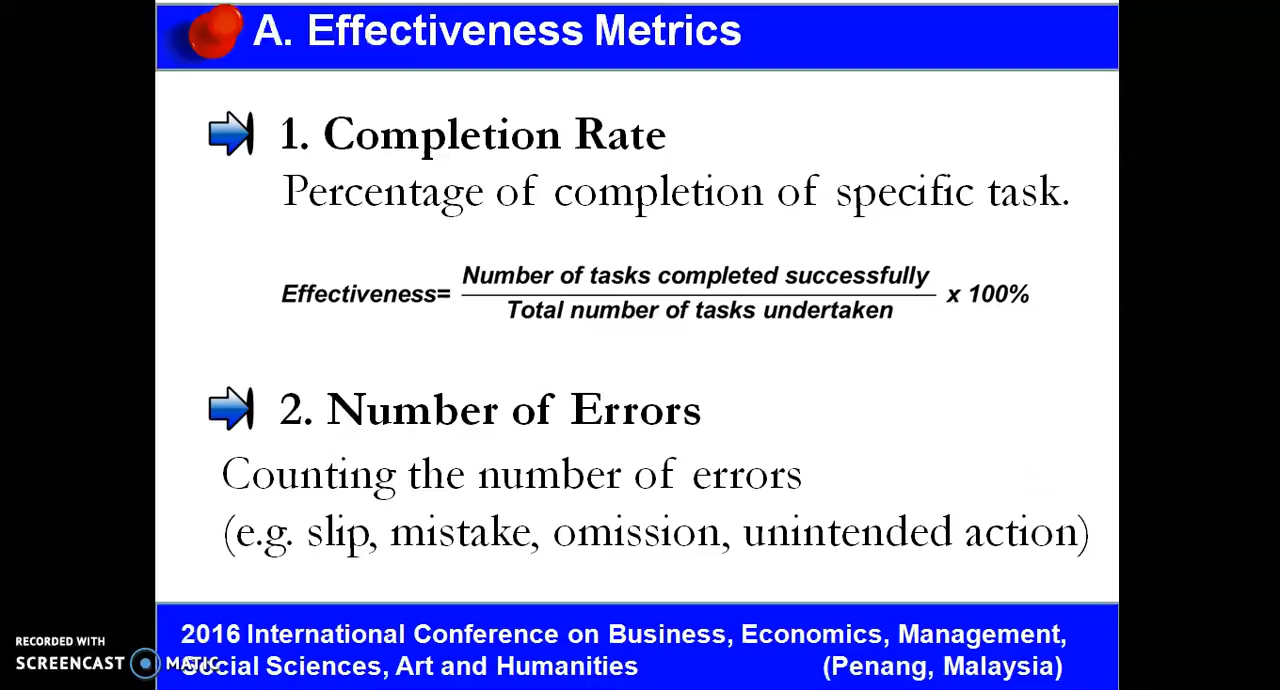 A. Effectiveness Metrics
1. Completion Rate
Percentage of completion of specific task.
Effectiveness= Number of tasks completed successfully / Total number of tasks undertaken x 100%
2. Number of Errors
Counting the number of errors
(e.g. slip, mistake, omission, unintended action)
2016 International Conference on Business, Economics, Management,
Social Sciences, Art and Humanities (Penang, Malaysia)
RECORDED WITH
SCREENCAST MATIC